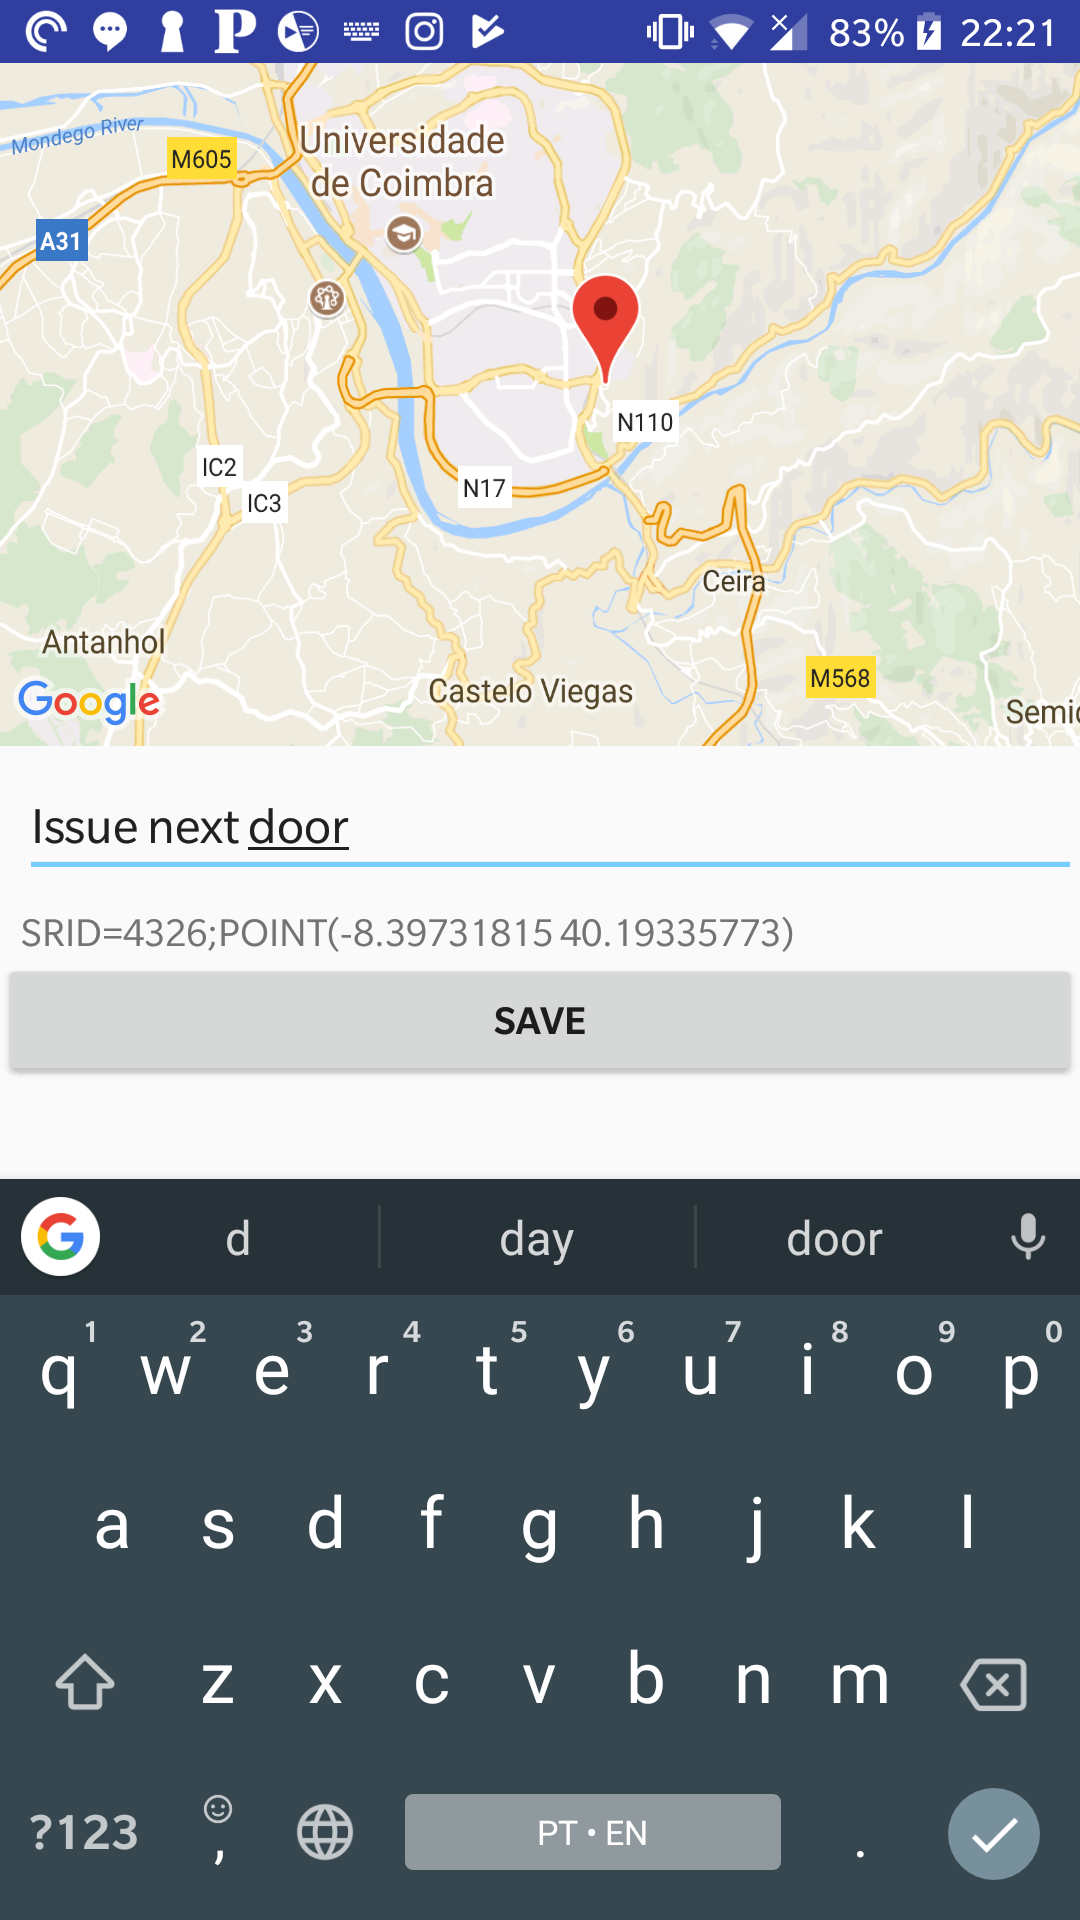 83% 22:21
Mondego River
M605
Universidade
de Coimbra
A31
N110
IC2
IC3
N17
Ceira
Antanhol
M568
Castelo Viegas
Google
Issue next door
SRID=4326;POINT(-8.39731815 40.19335773)
SAVE
d day door
1 2 3 4 5 6 7 8 9 0
q w e r t y u i o p
a s d f g h j k l
z x c v b n m
?123 , PT • EN .